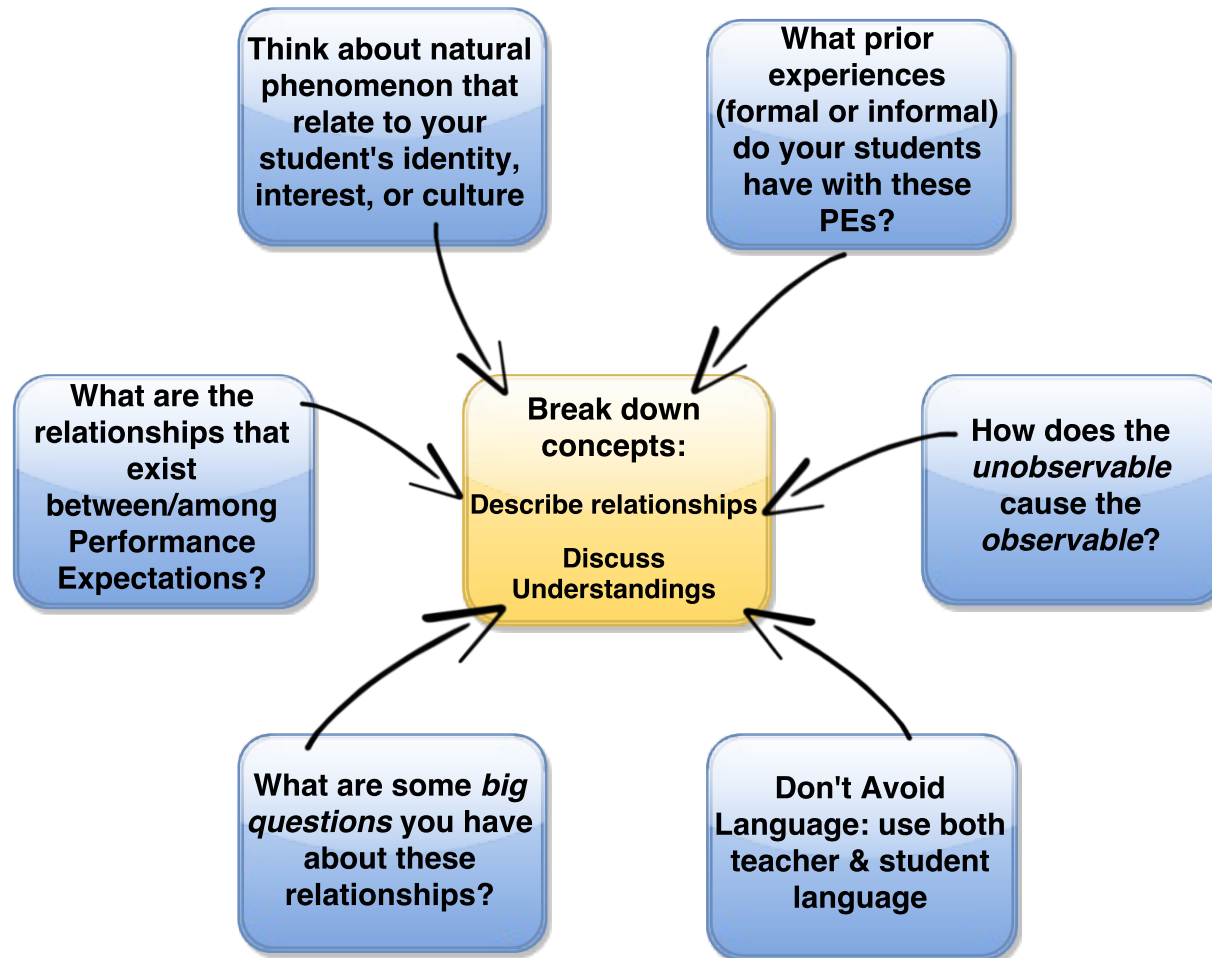 Think about natural
phenomenon that
relate to your
student's identity,
interest, or culture
What prior
experiences
(formal or informal)
do your students
have with these
PEs?
What are the
relationships that
exist
between/among
Performance
Expectations?
Break down
concepts:
Describe relationships
Discuss
Understandings
How does the
unobservable
cause the
observable?
What are some big
questions you have
about these
relationships?
Don't Avoid
Language: use both
teacher & student
language